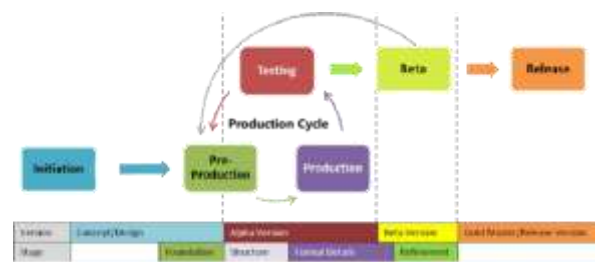 Testing
Beta
Release
Production Cycle
Initiation
Pre-
Production
Production
Version
Concept/Design
Alpha Version
Beta Version
Gold Master/Release Version
Stage
Foundation
Structure
Formal Details
Refinement